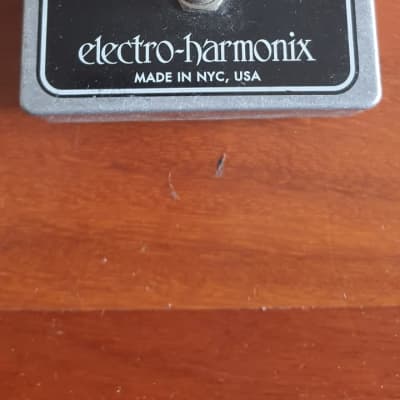 electro-harmonix
MADE IN NYC, USA